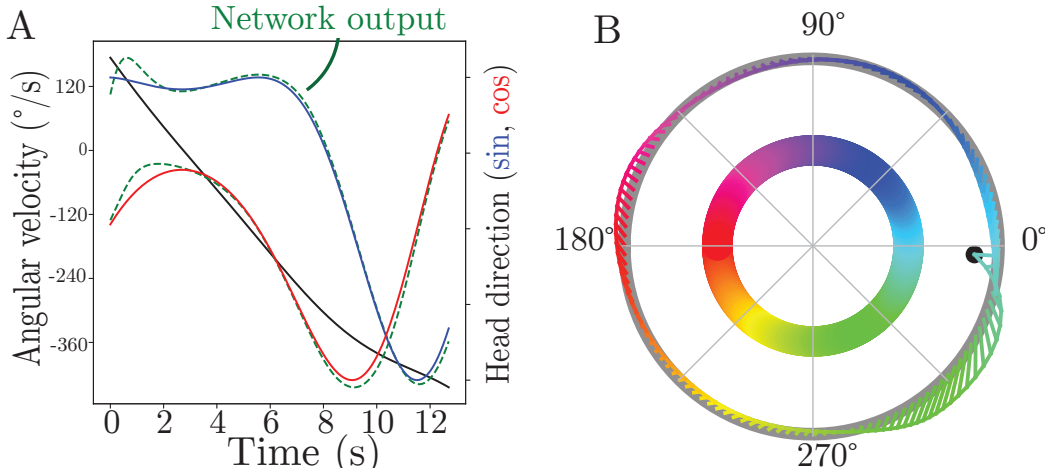 A
Network output
Angular velocity (°/s)
120
0
-120
-240
-360
0 2 4 6 8 10 12
Time (s)
Head direction (sin, cos)
B
90°
180°
0°
270°